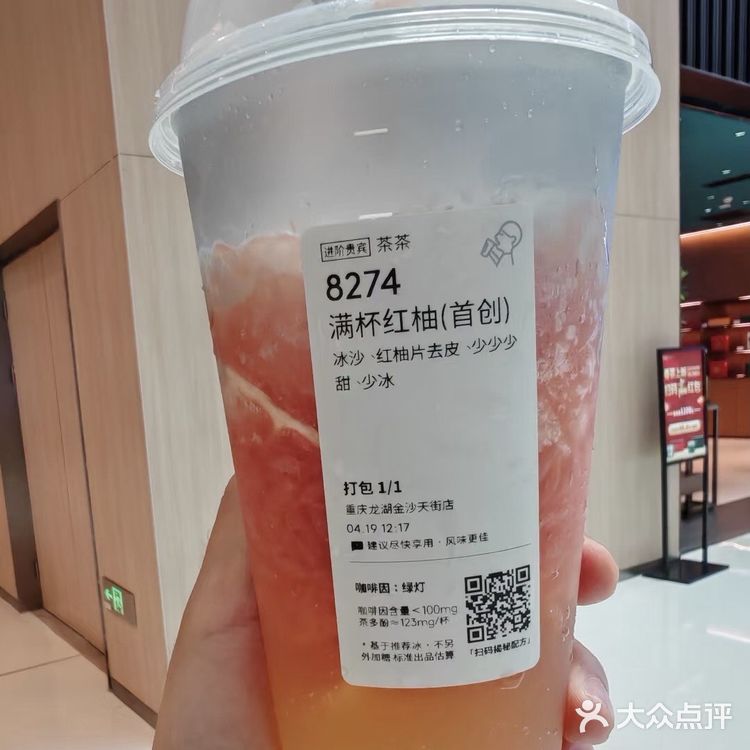 进阶贵宾 茶茶
8274
满杯红柚(首创)
冰沙、红柚片去皮、少少少
甜、少冰
打包 1/1
重庆龙湖金沙天街店
04.19 12:17
建议尽快享用·风味更佳
咖啡因：绿灯
咖啡因含量<100mg
茶多酚≈123mg/杯
*基于推荐冰、不另
外加糖 标准出品估算
「扫码揭秘配方」
大众点评